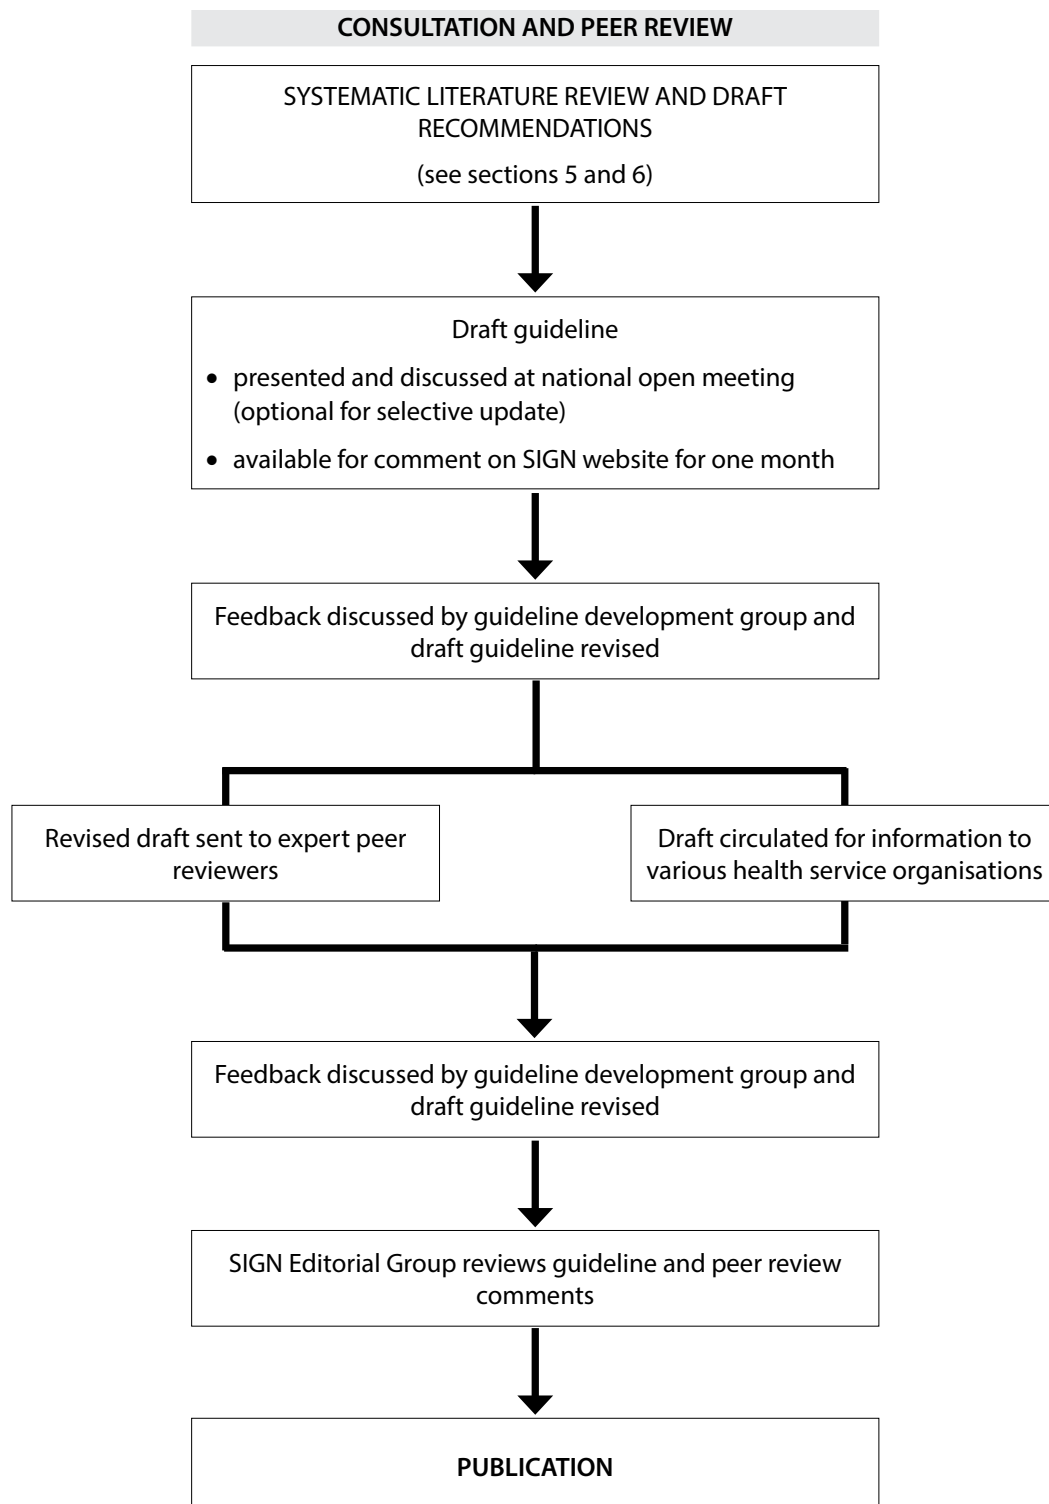 CONSULTATION AND PEER REVIEW
SYSTEMATIC LITERATURE REVIEW AND DRAFT
RECOMMENDATIONS
(see sections 5 and 6)
Draft guideline
• presented and discussed at national open meeting
(optional for selective update)
• available for comment on SIGN website for one month
Feedback discussed by guideline development group and
draft guideline revised
Revised draft sent to expert peer
reviewers
Draft circulated for information to
various health service organisations
Feedback discussed by guideline development group and
draft guideline revised
SIGN Editorial Group reviews guideline and peer review
comments
PUBLICATION